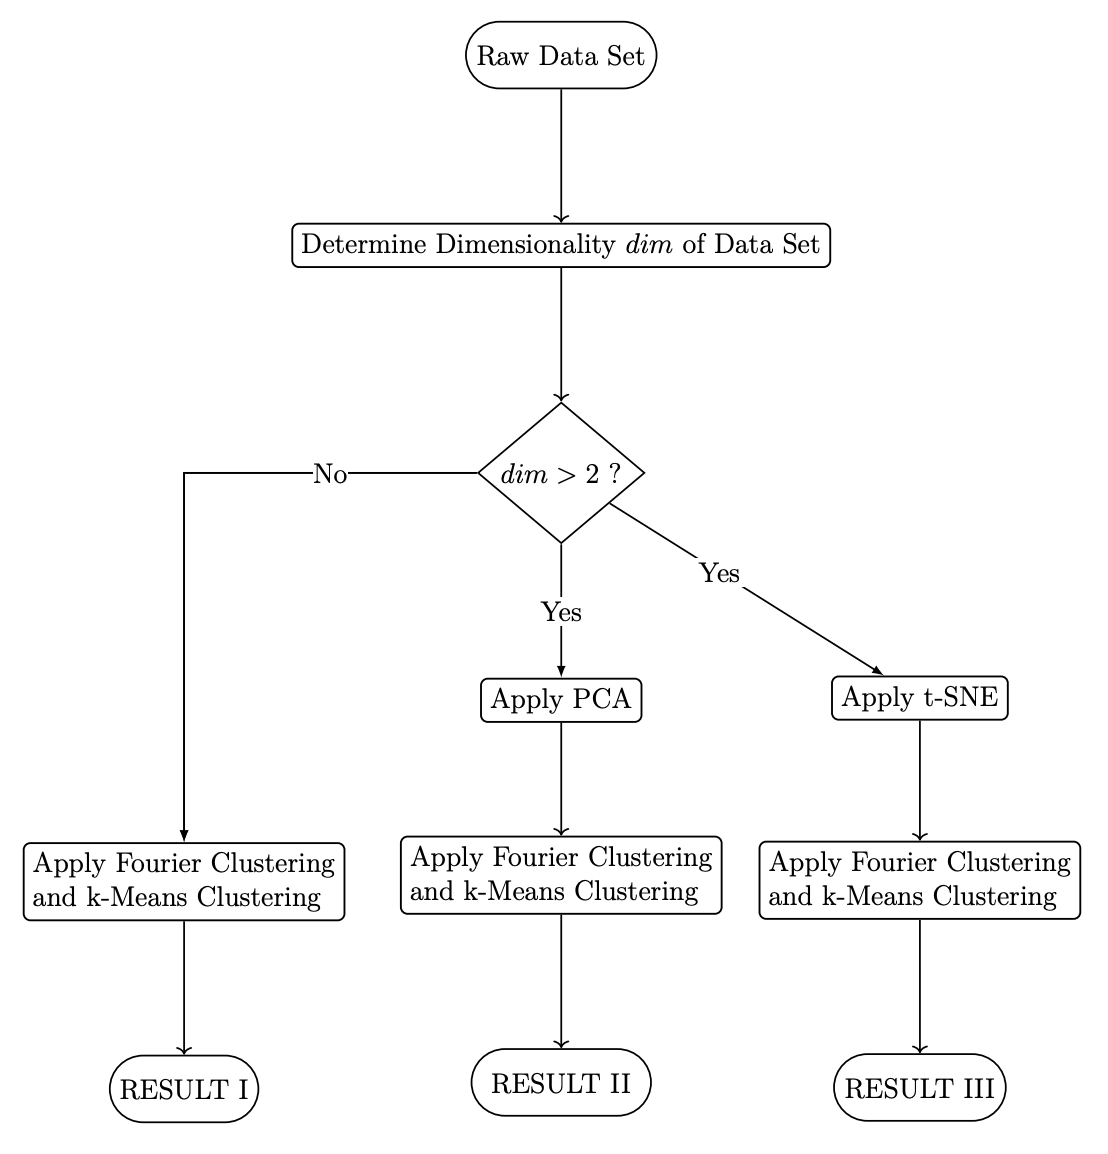 Raw Data Set
Determine Dimensionality dim of Data Set
dim > 2 ?
No
Yes
Yes
Apply PCA
Apply t-SNE
Apply Fourier Clustering
and k-Means Clustering
Apply Fourier Clustering
and k-Means Clustering
Apply Fourier Clustering
and k-Means Clustering
RESULT I
RESULT II
RESULT III